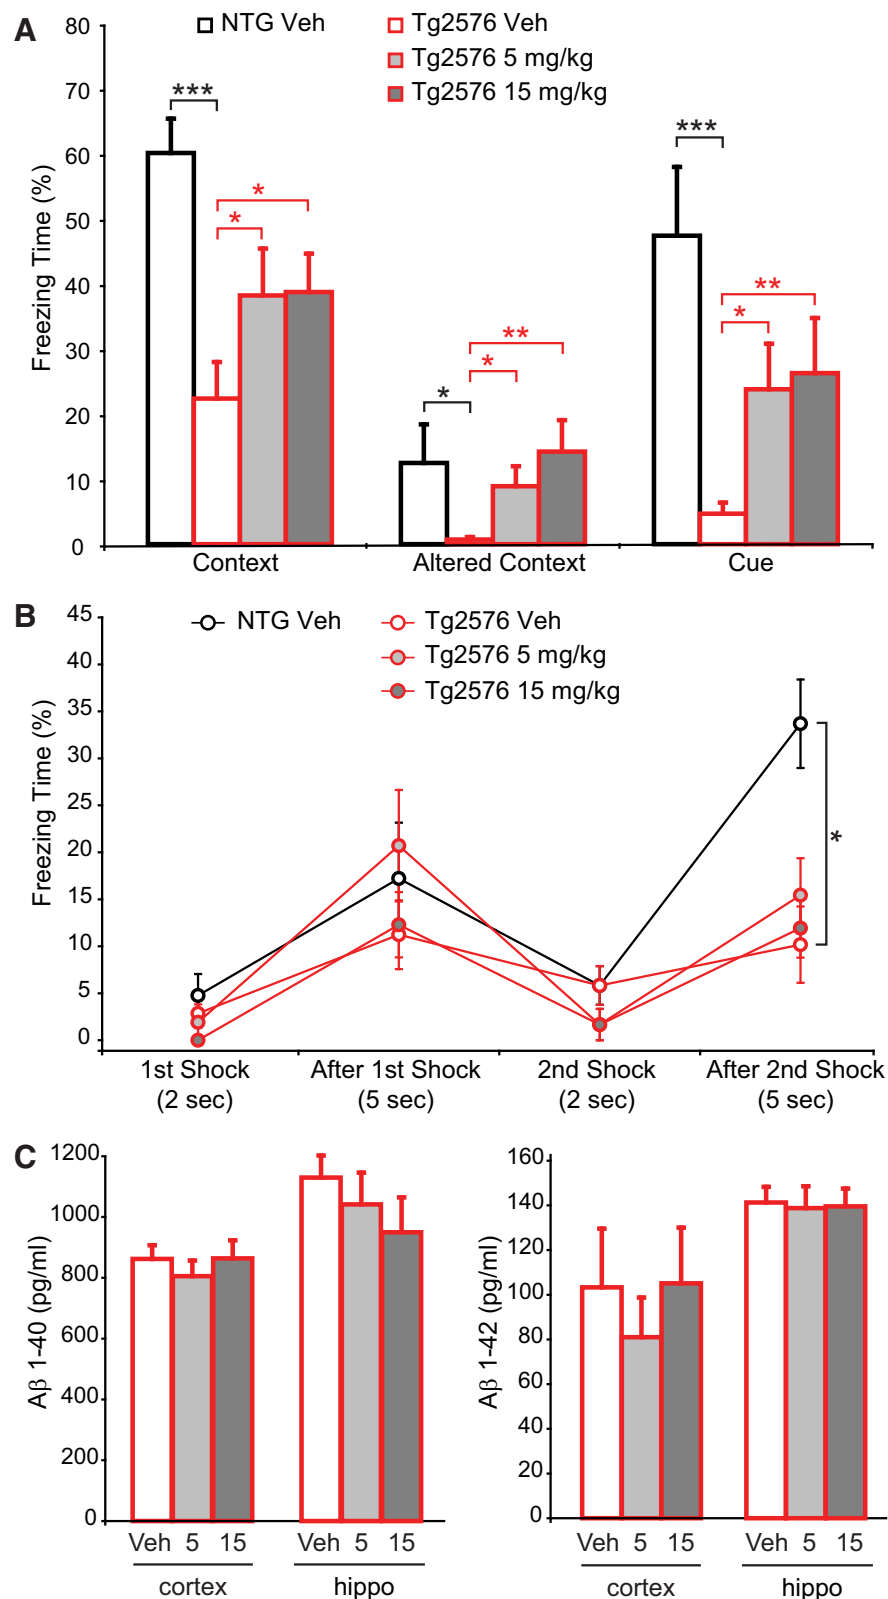 A
NTG Veh
Tg2576 Veh
Tg2576 5 mg/kg
Tg2576 15 mg/kg
Freezing Time (%)
80
70
60
50
40
30
20
10
0
***
*
*
*
*
**
***
*
**
Context
Altered Context
Cue
B
NTG Veh
Tg2576 Veh
Tg2576 5 mg/kg
Tg2576 15 mg/kg
Freezing Time (%)
45
40
35
30
25
20
15
10
5
0
*
1st Shock
(2 sec)
After 1st Shock
(5 sec)
2nd Shock
(2 sec)
After 2nd Shock
(5 sec)
C
Aβ 1-40 (pg/ml)
1200
1000
800
600
400
200
0
Veh 5 15
Veh 5 15
cortex
hippo
Aβ 1-42 (pg/ml)
160
140
120
100
80
60
40
20
0
Veh 5 15
Veh 5 15
cortex
hippo